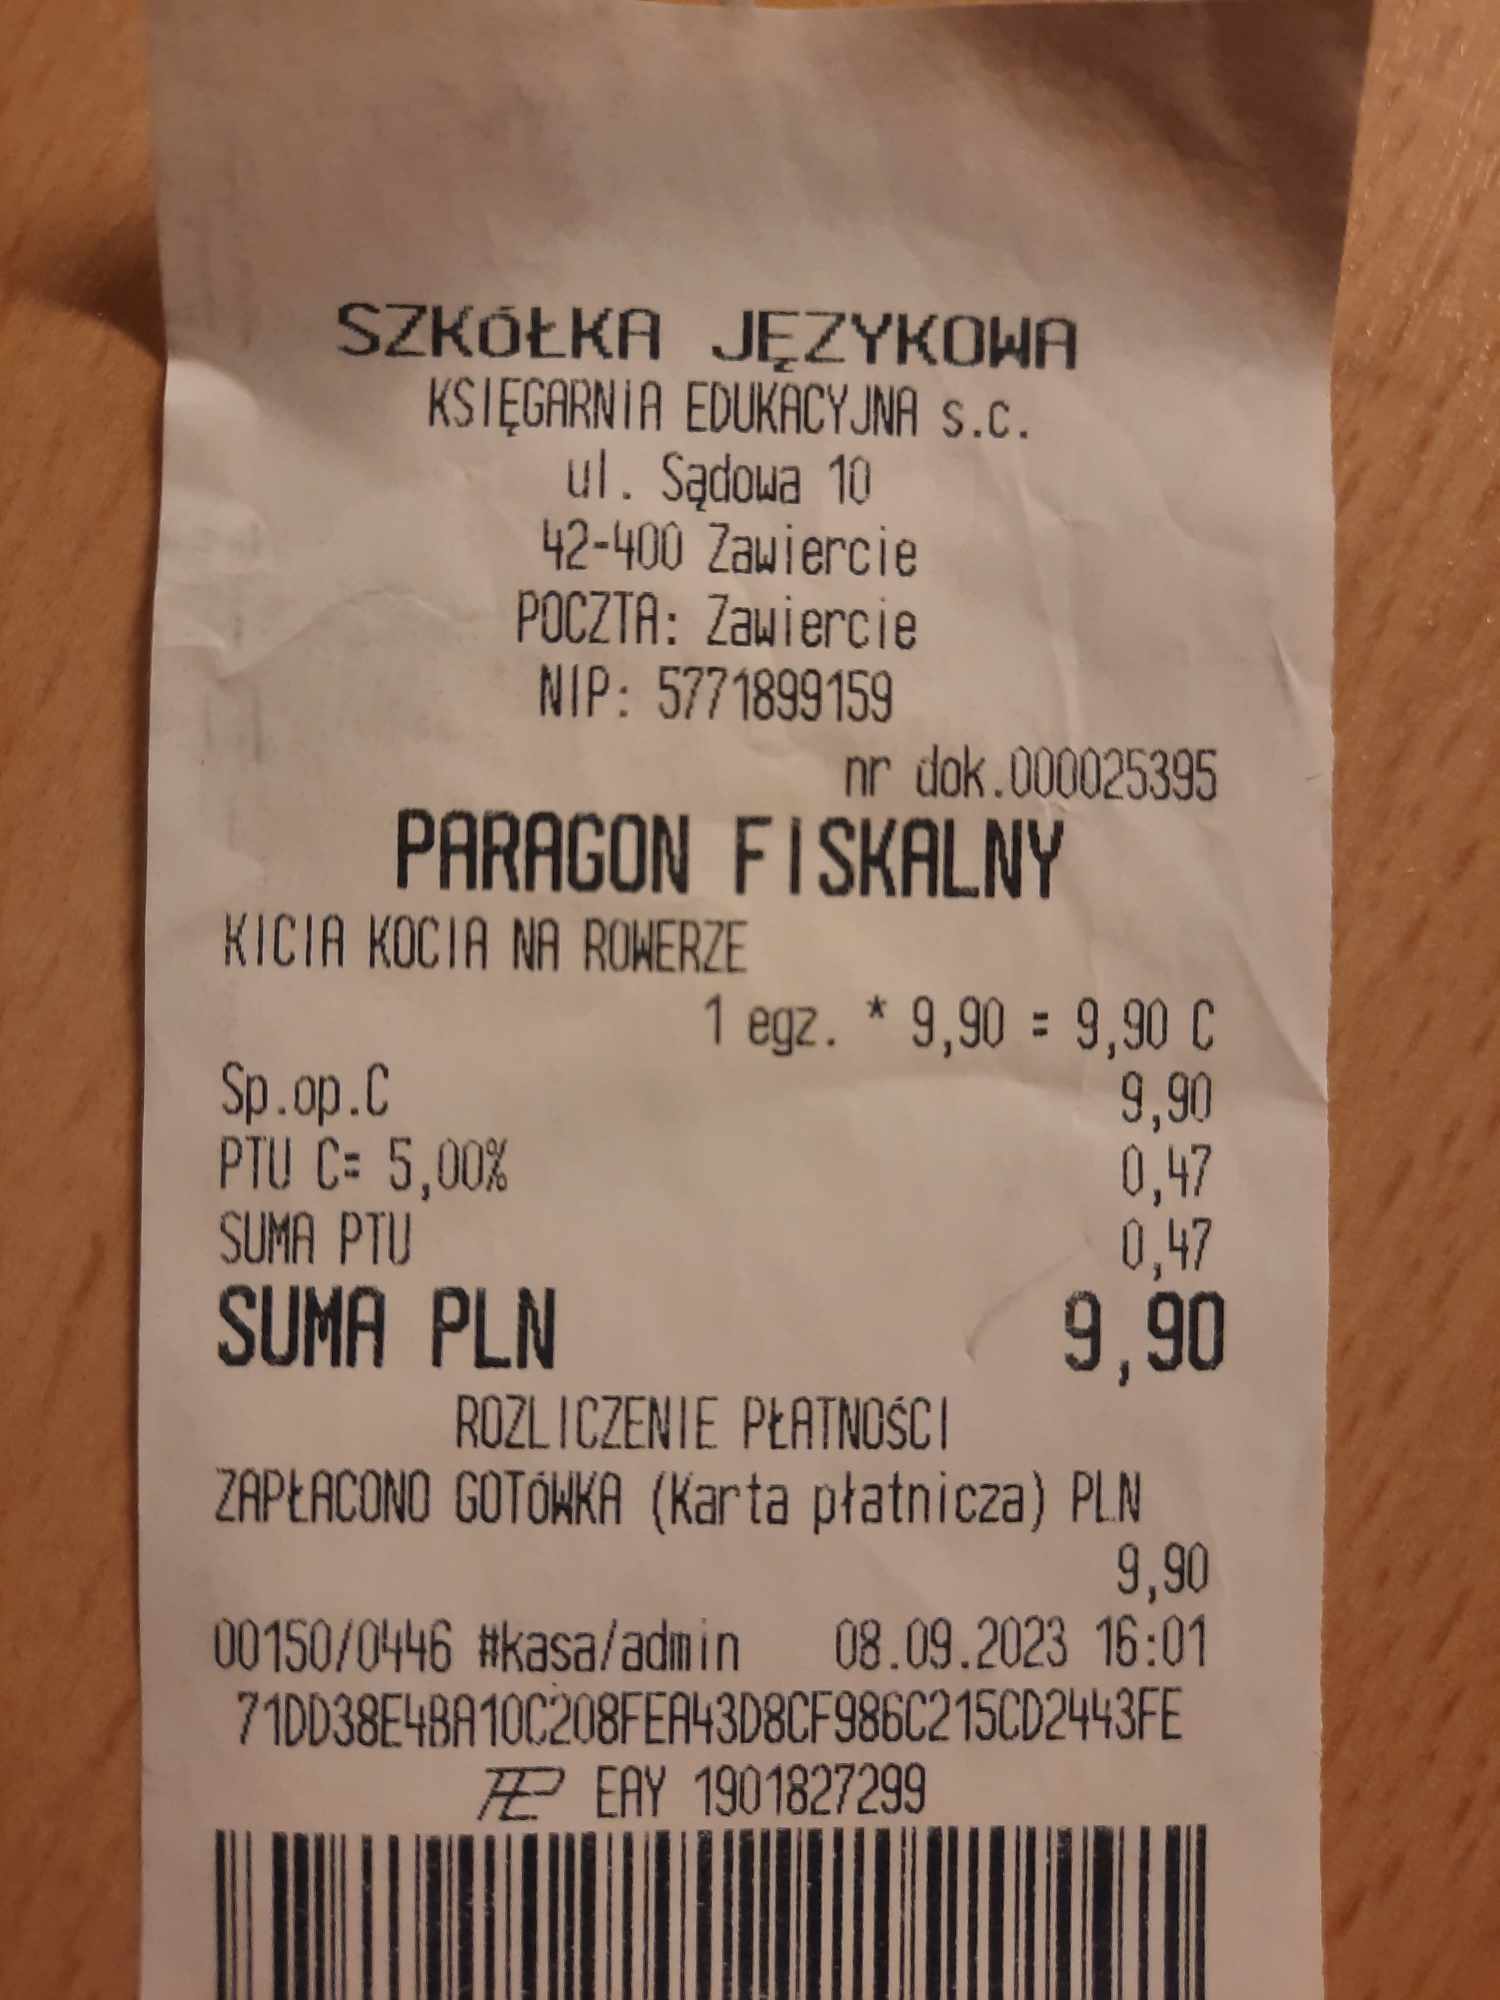 SZKÓŁKA JĘZYKOWA
KSIĘGARNIA EDUKACYJNA s.c.
ul. Sądowa 10
42-400 Zawiercie
POCZTA: Zawiercie
NIP: 5771899159
nr dok.000025395
PARAGON FISKALNY
KICIA KOCIA NA ROWERZE
1 egz. * 9,90 = 9,90 C
Sp.op.C 9,90
PTU C= 5,00% 0,47
SUMA PTU 0,47
SUMA PLN 9,90
ROZLICZENIE PŁATNOŚCI
ZAPŁACONO GOTÓWKA (Karta płatnicza) PLN
9,90
00150/0446 #kasa/admin 08.09.2023 16:01
71DD38E4BA10C208FEA43D8CF986C215CD2443FE
EAY 1901827299